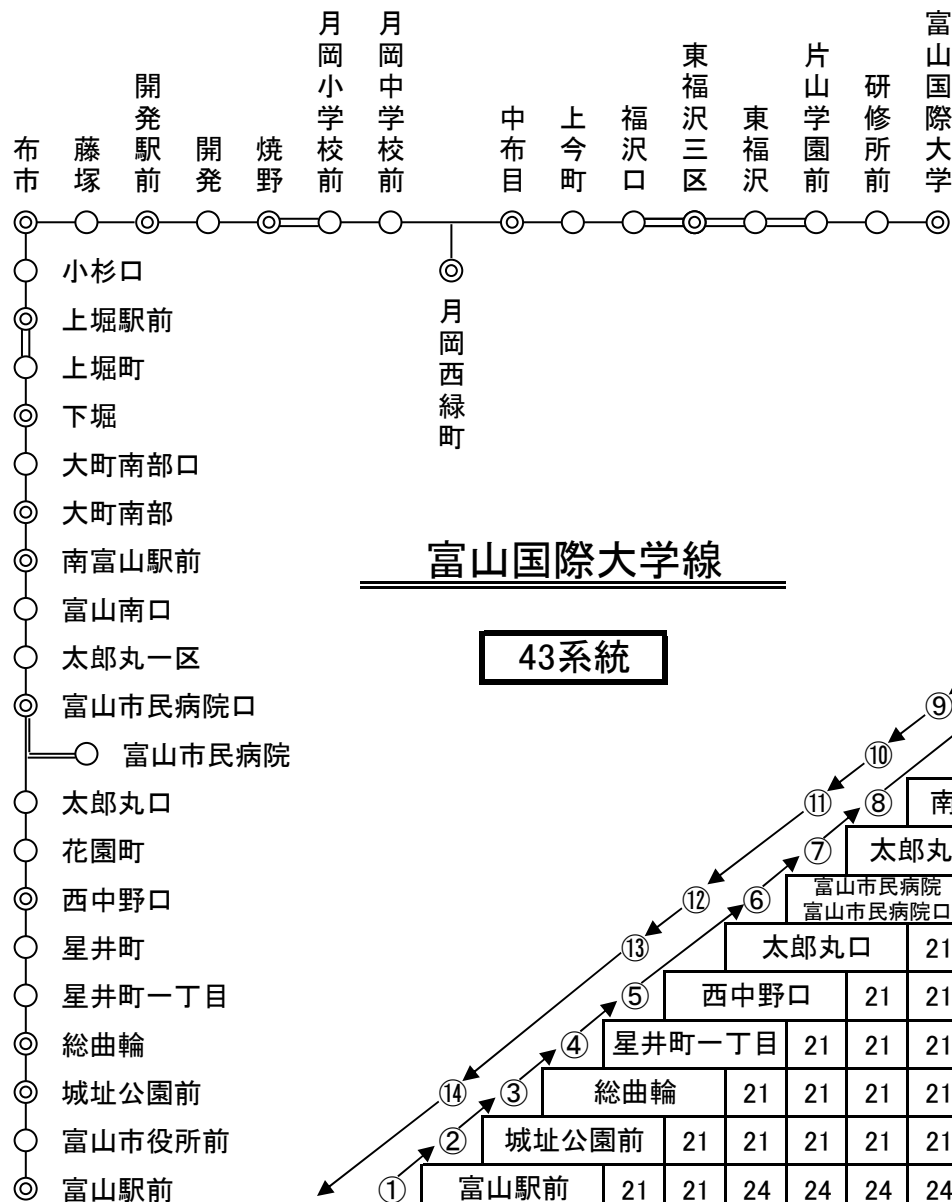 布市
藤塚
開発駅前
開発
焼野
月岡小学校前
月岡中学校前
中布目
上今町
福沢口
東福沢三区
東福沢
片山学園前
研修所前
富山国際大学
月岡西緑町
小杉口
上堀駅前
上堀町
下堀
大町南部口
大町南部
南富山駅前
富山南口
太郎丸一区
富山市民病院口
富山市民病院
太郎丸口
花園町
西中野口
星井町
星井町一丁目
総曲輪
城址公園前
富山市役所前
富山駅前
富山国際大学線
43系統
⑨
⑩
⑪ ⑧ 南
⑦ 太郎丸
⑫ ⑥ 富山市民病院
富山市民病院口
⑬ 太郎丸口 21
⑤ 西中野口 21 21
④ 星井町一丁目 21 21 21
⑭ ③ 総曲輪 21 21 21 21
② 城址公園前 21 21 21 21 21
① 富山駅前 21 21 24 24 24 24